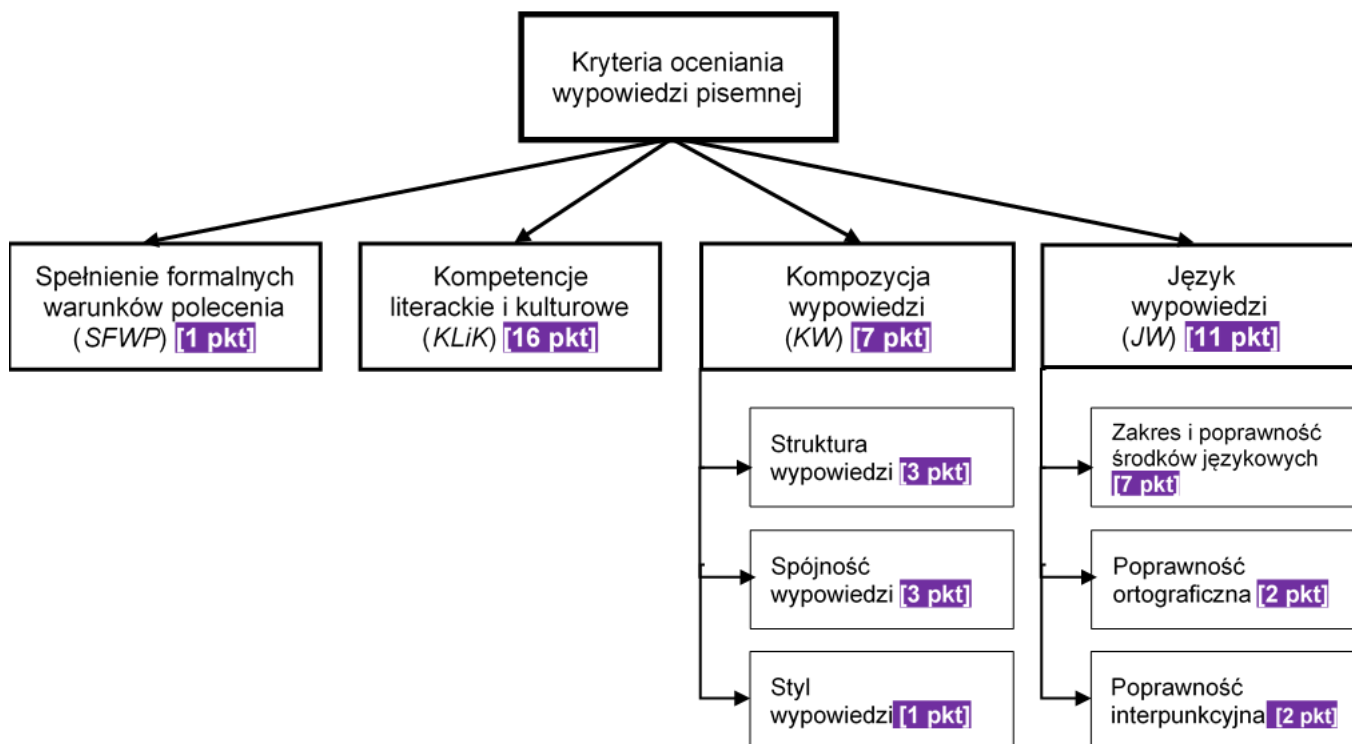 Kryteria oceniania
wypowiedzi pisemnej
Spełnienie formalnych
warunków polecenia
(SFWP) [1 pkt]
Kompetencje
literackie i kulturowe
(KLiK) [16 pkt]
Kompozycja
wypowiedzi
(KW) [7 pkt]
Język
wypowiedzi
(JW) [11 pkt]
Struktura
wypowiedzi [3 pkt]
Spójność
wypowiedzi [3 pkt]
Styl
wypowiedzi [1 pkt]
Zakres i poprawność
środków językowych
[7 pkt]
Poprawność
ortograficzna [2 pkt]
Poprawność
interpunkcyjna [2 pkt]